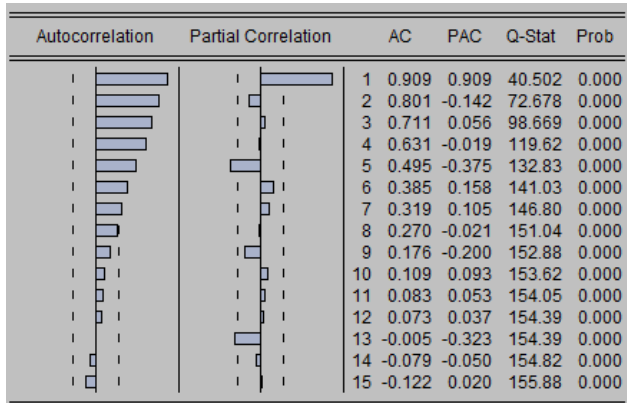 Autocorrelation Partial Correlation AC PAC Q-Stat Prob
1 0.909 0.909 40.502 0.000
2 0.801 -0.142 72.678 0.000
3 0.711 0.056 98.669 0.000
4 0.631 -0.019 119.62 0.000
5 0.495 -0.375 132.83 0.000
6 0.385 0.158 141.03 0.000
7 0.319 0.105 146.80 0.000
8 0.270 -0.021 151.04 0.000
9 0.176 -0.200 152.88 0.000
10 0.109 0.093 153.62 0.000
11 0.083 0.053 154.05 0.000
12 0.073 0.037 154.39 0.000
13 -0.005 -0.323 154.39 0.000
14 -0.079 -0.050 154.82 0.000
15 -0.122 0.020 155.88 0.000